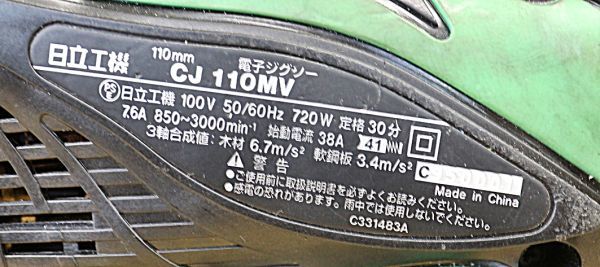 日立工機
110mm 電子ジグソー
CJ 110MV
日立工機 100V 50/60Hz 720W 定格 30分
7.6A 850~3000min⁻¹ 始動電流 38A 41
3軸合成値:木材 6.7m/s² 軟鋼板 3.4m/s² C
⚠ 警告
●ご使用前に取扱説明書を必ずよくお読みください。
●感電の恐れがあります。雨中では使用しないでください。
Made in China
C331483A